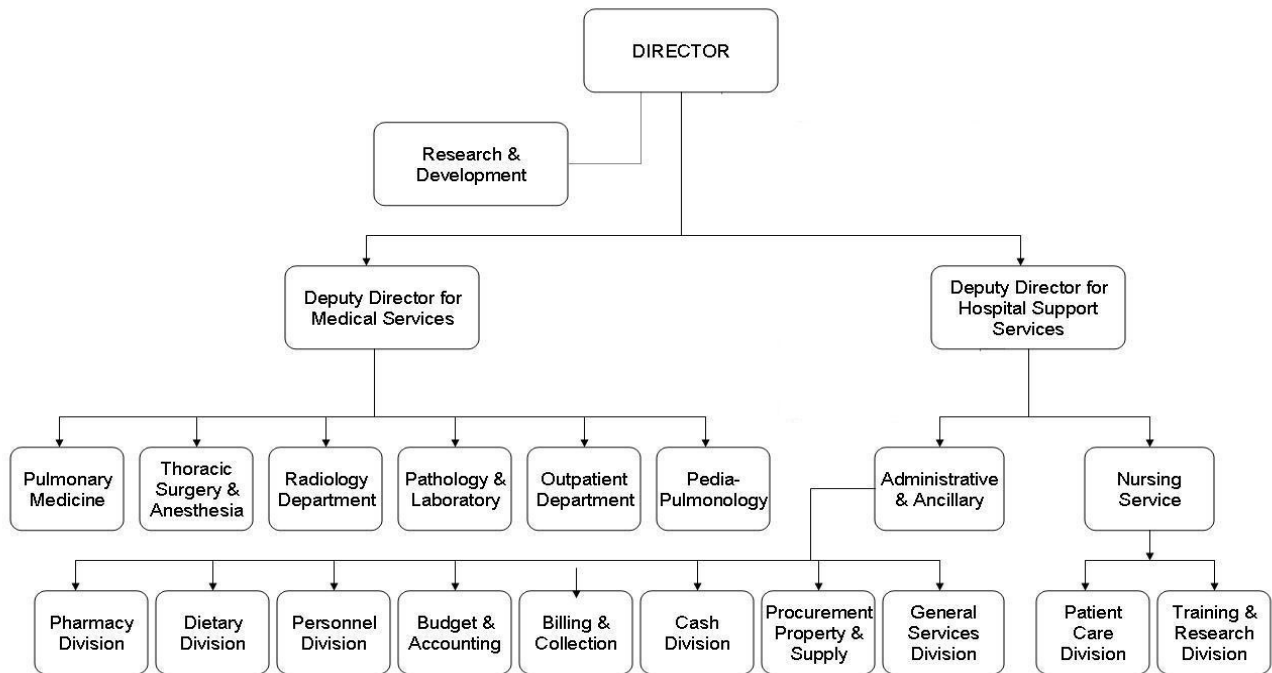 DIRECTOR
Research &
Development
Deputy Director for
Medical Services
Deputy Director for
Hospital Support
Services
Pulmonary
Medicine
Thoracic
Surgery &
Anesthesia
Radiology
Department
Pathology &
Laboratory
Outpatient
Department
Pedia-
Pulmonology
Administrative
& Ancillary
Nursing
Service
Pharmacy
Division
Dietary
Division
Personnel
Division
Budget &
Accounting
Billing &
Collection
Cash
Division
Procurement
Property &
Supply
General
Services
Division
Patient
Care
Division
Training &
Research
Division